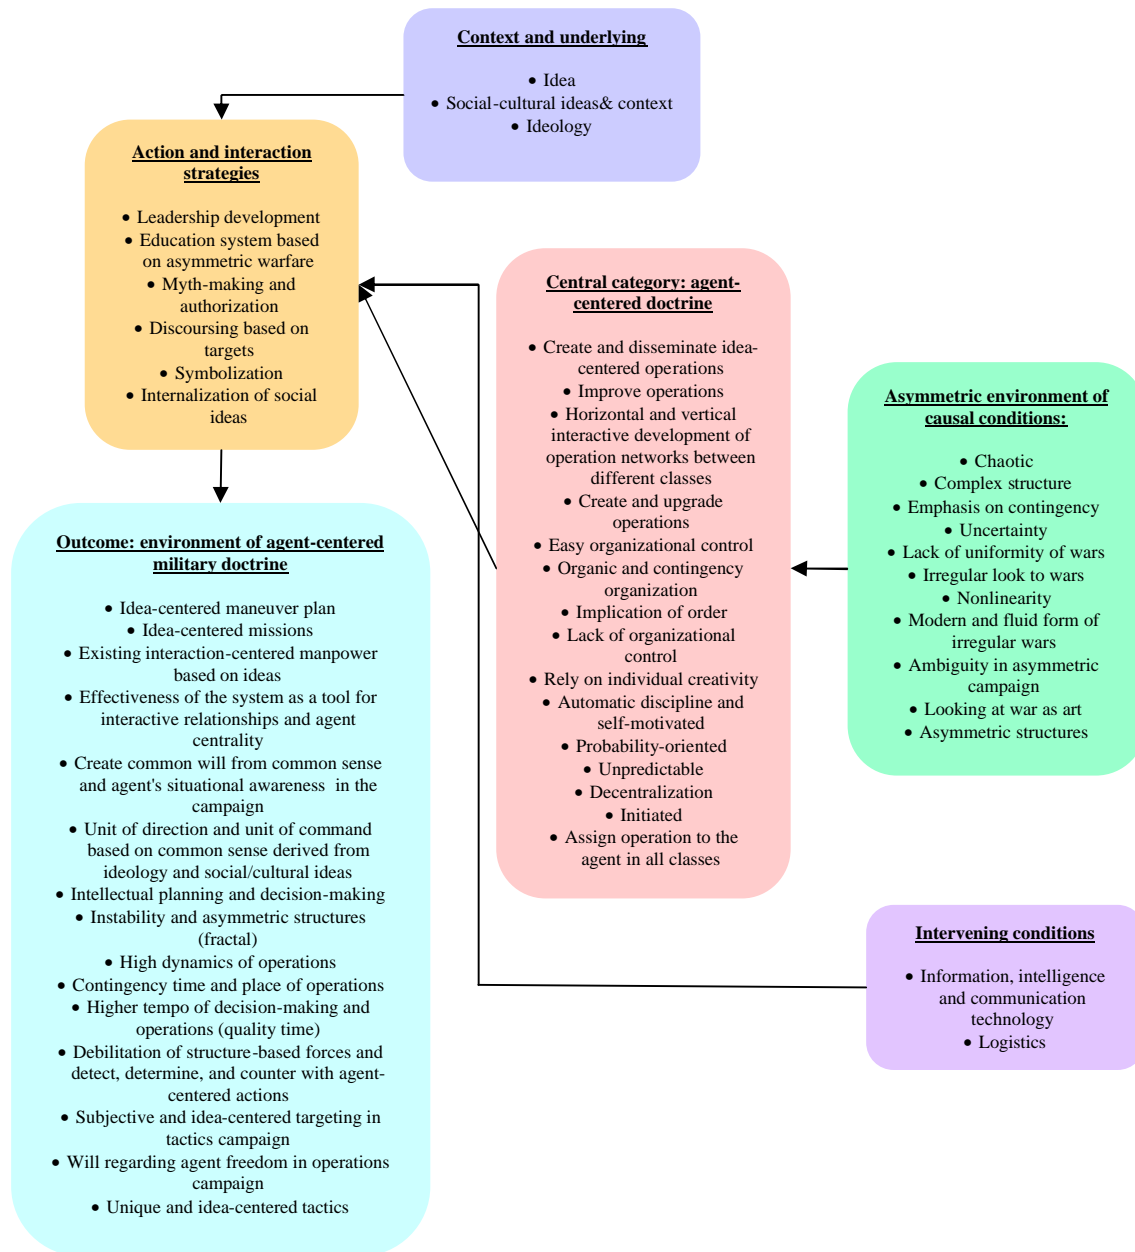 Context and underlying
• Idea
• Social-cultural ideas& context
• Ideology
Action and interaction
strategies
• Leadership development
• Education system based
on asymmetric warfare
• Myth-making and
authorization
• Discoursing based on
targets
• Symbolization
• Internalization of social
ideas
Central category: agent-
centered doctrine
• Create and disseminate idea-
centered operations
• Improve operations
• Horizontal and vertical
interactive development of
operation networks between
different classes
• Create and upgrade
operations
• Easy organizational control
• Organic and contingency
organization
• Implication of order
• Lack of organizational
control
• Rely on individual creativity
• Automatic discipline and
self-motivated
• Probability-oriented
• Unpredictable
• Decentralization
• Initiated
• Assign operation to the
agent in all classes
Asymmetric environment of
causal conditions:
• Chaotic
• Complex structure
• Emphasis on contingency
• Uncertainty
• Lack of uniformity of wars
• Irregular look to wars
• Nonlinearity
• Modern and fluid form of
irregular wars
• Ambiguity in asymmetric
campaign
• Looking at war as art
• Asymmetric structures
Outcome: environment of agent-centered
military doctrine
• Idea-centered maneuver plan
• Idea-centered missions
• Existing interaction-centered manpower
based on ideas
• Effectiveness of the system as a tool for
interactive relationships and agent
centrality
• Create common will from common sense
and agent's situational awareness in the
campaign
• Unit of direction and unit of command
based on common sense derived from
ideology and social/cultural ideas
• Intellectual planning and decision-making
• Instability and asymmetric structures
(fractal)
• High dynamics of operations
• Contingency time and place of operations
• Higher tempo of decision-making and
operations (quality time)
• Debilitation of structure-based forces and
detect, determine, and counter with agent-
centered actions
• Subjective and idea-centered targeting in
tactics campaign
• Will regarding agent freedom in operations
campaign
• Unique and idea-centered tactics
Intervening conditions
• Information, intelligence
and communication
technology
• Logistics